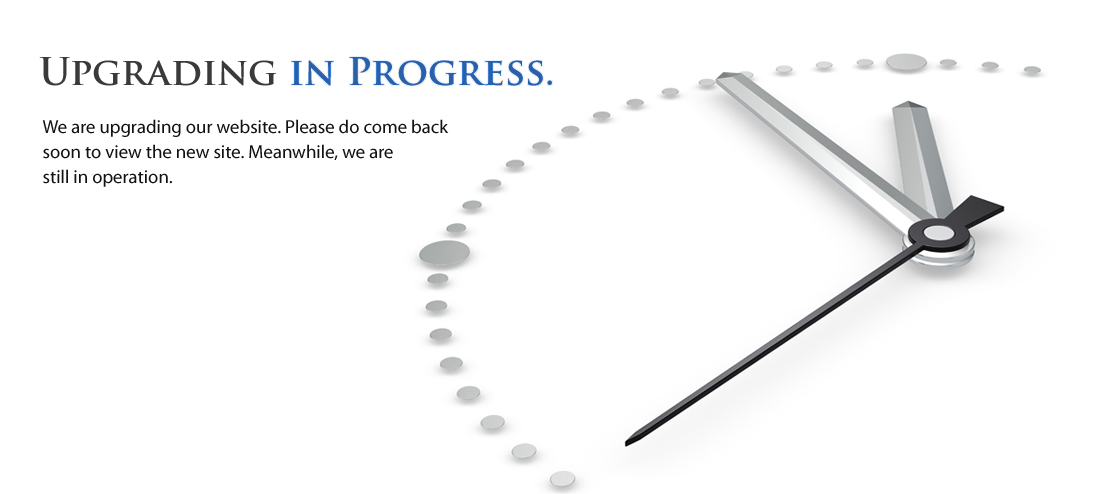 Upgrading in Progress.
We are upgrading our website. Please do come back
soon to view the new site. Meanwhile, we are
still in operation.